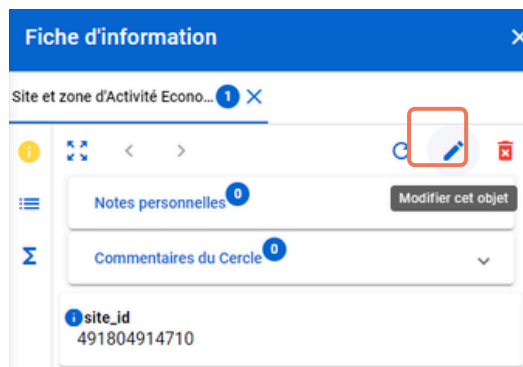 Fiche d'information
Site et zone d'Activité Econo... 1
Notes personnelles 0
Modifier cet objet
Commentaires du Cercle 0
site_id
491804914710